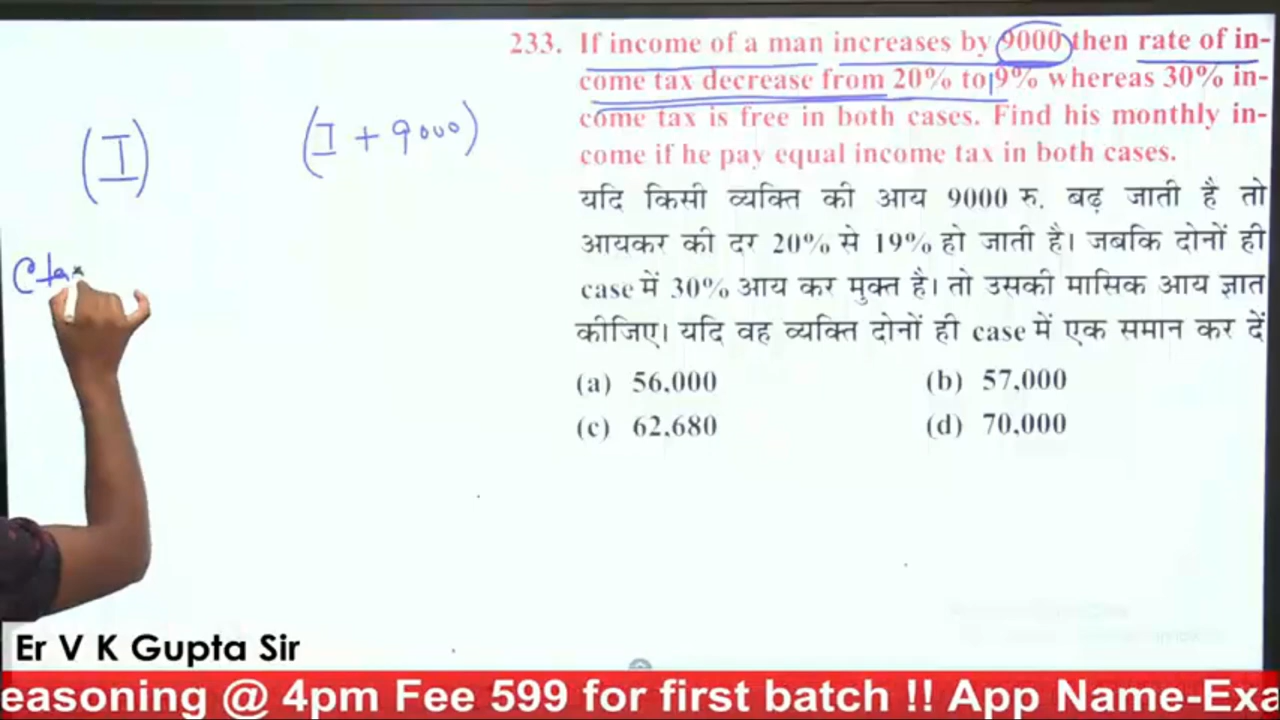 233. If income of a man increases by 9000 then rate of in-
come tax decrease from 20% to 19% whereas 30% in-
come tax is free in both cases. Find his monthly in-
come if he pay equal income tax in both cases.
यदि किसी व्यक्ति की आय 9000 रु. बढ़ जाती है तो
आयकर की दर 20% से 19% हो जाती है। जबकि दोनों ही
case में 30% आय कर मुक्त है। तो उसकी मासिक आय ज्ञात
कीजिए। यदि वह व्यक्ति दोनों ही case में एक समान कर दें
(a) 56,000 (b) 57,000
(c) 62,680 (d) 70,000
(I) (I + 9000)
Er V K Gupta Sir
easoning @ 4pm Fee 599 for first batch !! App Name-Exa